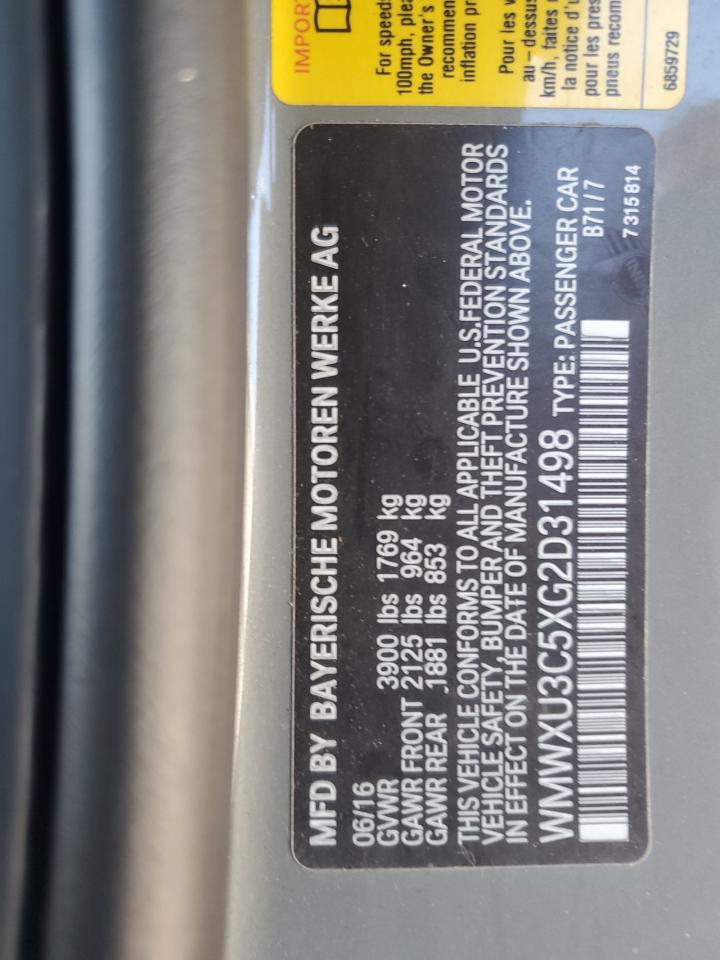 IMPORT
For speeds
100mph, plea
the Owner's
recommen
inflation pr
Pour les v
au-dessus
km/h, faites r
la notice d'u
pour les pres
pneus recom
6859729
MFD BY BAYERISCHE MOTOREN WERKE AG
06/16
GVWR 3900 lbs 1769 kg
GAWR FRONT 2125 lbs 964 kg
GAWR REAR 1881 lbs 853 kg
THIS VEHICLE CONFORMS TO ALL APPLICABLE U.S.FEDERAL MOTOR
VEHICLE SAFETY, BUMPER AND THEFT PREVENTION STANDARDS
IN EFFECT ON THE DATE OF MANUFACTURE SHOWN ABOVE.
WMWXU3C5XG2D31498 TYPE: PASSENGER CAR
B71/7
7 315 814
MINI